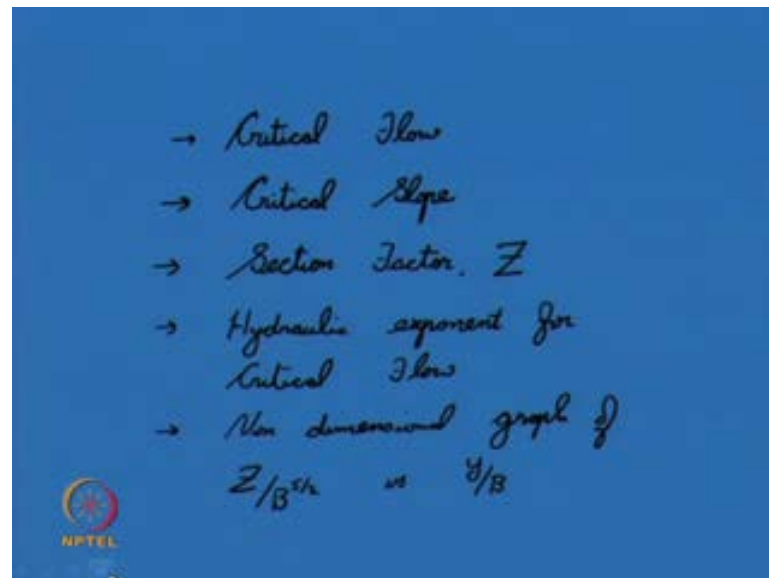 → Critical Flow
→ Critical Slope
→ Section Factor, Z
→ Hydraulic exponent for
Critical Flow
→ Non dimensional graph of
Z/B^5/2 vs y/B
NPTEL